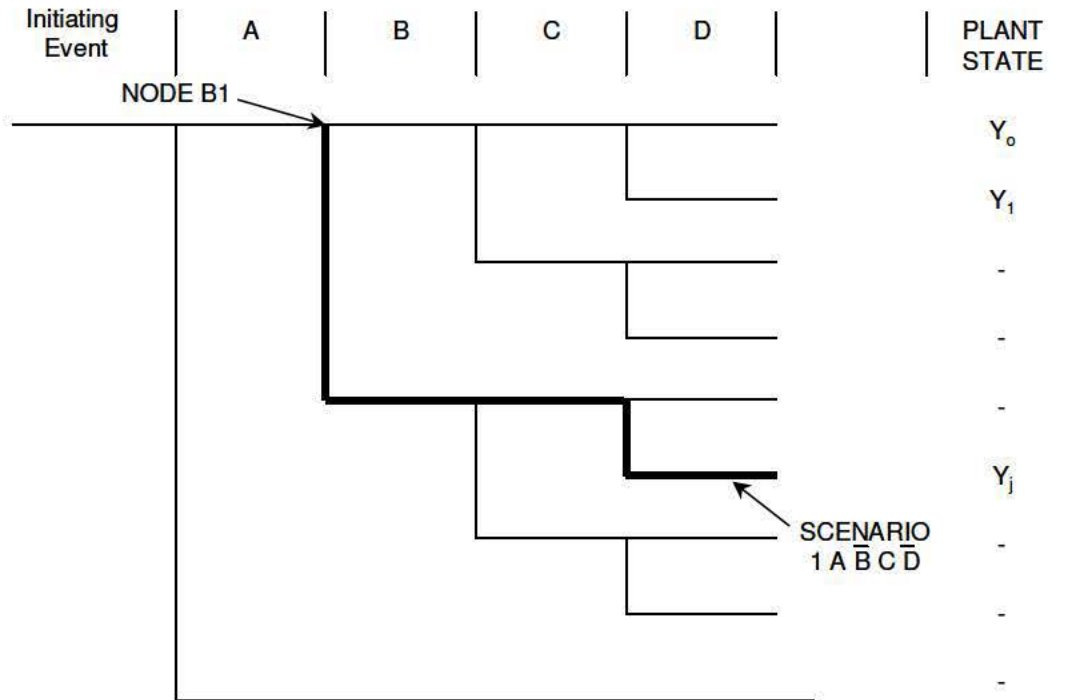 Initiating
Event
A
B
C
D
PLANT
STATE
NODE B1
Yₒ
Y₁
-
-
-
Yⱼ
SCENARIO
1 A B̅ C D̅
-
-
-